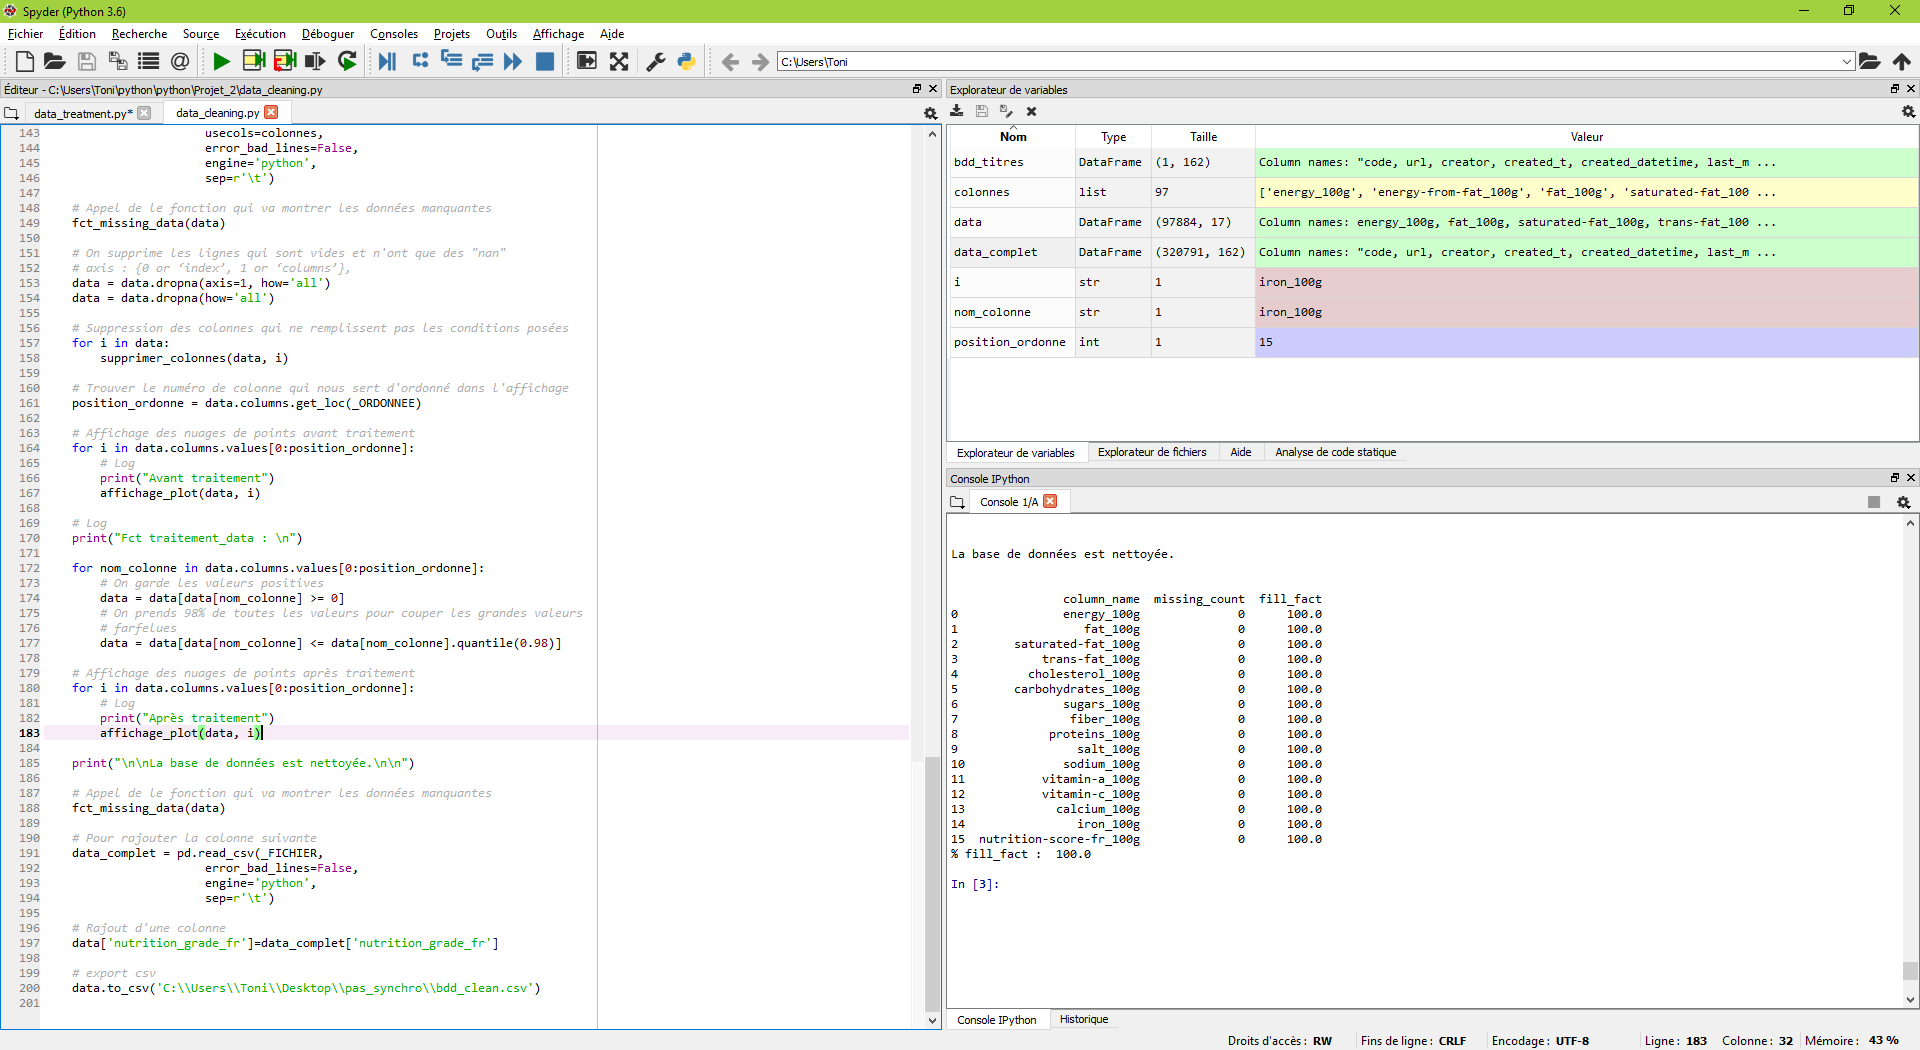 Spyder (Python 3.6)
Fichier Édition Recherche Source Exécution Déboguer Consoles Projets Outils Affichage Aide
C:\Users\Toni
Éditeur - C:\Users\Toni\python\python\Projet_2\data_cleaning.py
data_treatment.py* data_cleaning.py
143 usecols=colonnes,
144 error_bad_lines=False,
145 engine='python',
146 sep=r'\t')
147
148 # Appel de le fonction qui va montrer les données manquantes
149 fct_missing_data(data)
150
151 # On supprime les lignes qui sont vides et n'ont que des "nan"
152 # axis : {0 or ‘index’, 1 or ‘columns’},
153 data = data.dropna(axis=1, how='all')
154 data = data.dropna(how='all')
155
156 # Suppression des colonnes qui ne remplissent pas les conditions posées
157 for i in data:
158 supprimer_colonnes(data, i)
159
160 # Trouver le numéro de colonne qui nous sert d'ordonné dans l'affichage
161 position_ordonne = data.columns.get_loc(_ORDONNEE)
162
163 # Affichage des nuages de points avant traitement
164 for i in data.columns.values[0:position_ordonne]:
165 # Log
166 print("Avant traitement")
167 affichage_plot(data, i)
168
169 # Log
170 print("Fct traitement_data : \n")
171
172 for nom_colonne in data.columns.values[0:position_ordonne]:
173 # On garde les valeurs positives
174 data = data[data[nom_colonne] >= 0]
175 # On prends 98% de toutes les valeurs pour couper les grandes valeurs
176 # farfelues
177 data = data[data[nom_colonne] <= data[nom_colonne].quantile(0.98)]
178
179 # Affichage des nuages de points après traitement
180 for i in data.columns.values[0:position_ordonne]:
181 # Log
182 print("Après traitement")
183 affichage_plot(data, i)
184
185 print("\n\nLa base de données est nettoyée.\n\n")
186
187 # Appel de le fonction qui va montrer les données manquantes
188 fct_missing_data(data)
189
190 # Pour rajouter la colonne suivante
191 data_complet = pd.read_csv(_FICHIER,
192 error_bad_lines=False,
193 engine='python',
194 sep=r'\t')
195
196 # Rajout d'une colonne
197 data['nutrition_grade_fr']=data_complet['nutrition_grade_fr']
198
199 # export csv
200 data.to_csv('C:\\Users\\Toni\\Desktop\\pas_synchro\\bdd_clean.csv')
201
Explorateur de variables
Nom Type Taille Valeur
bdd_titres DataFrame (1, 162) Column names: "code, url, creator, created_t, created_datetime, last_m ...
colonnes list 97 ['energy_100g', 'energy-from-fat_100g', 'fat_100g', 'saturated-fat_100 ...
data DataFrame (97884, 17) Column names: energy_100g, fat_100g, saturated-fat_100g, trans-fat_100 ...
data_complet DataFrame (320791, 162) Column names: "code, url, creator, created_t, created_datetime, last_m ...
i str 1 iron_100g
nom_colonne str 1 iron_100g
position_ordonne int 1 15
Explorateur de variables Explorateur de fichiers Aide Analyse de code statique
Console IPython
Console 1/A
La base de données est nettoyée.
column_name missing_count fill_fact
0 energy_100g 0 100.0
1 fat_100g 0 100.0
2 saturated-fat_100g 0 100.0
3 trans-fat_100g 0 100.0
4 cholesterol_100g 0 100.0
5 carbohydrates_100g 0 100.0
6 sugars_100g 0 100.0
7 fiber_100g 0 100.0
8 proteins_100g 0 100.0
9 salt_100g 0 100.0
10 sodium_100g 0 100.0
11 vitamin-a_100g 0 100.0
12 vitamin-c_100g 0 100.0
13 calcium_100g 0 100.0
14 iron_100g 0 100.0
15 nutrition-score-fr_100g 0 100.0
% fill_fact : 100.0
In [3]:
Console IPython Historique
Droits d'accès : RW Fins de ligne : CRLF Encodage : UTF-8 Ligne : 183 Colonne : 32 Mémoire : 43 %